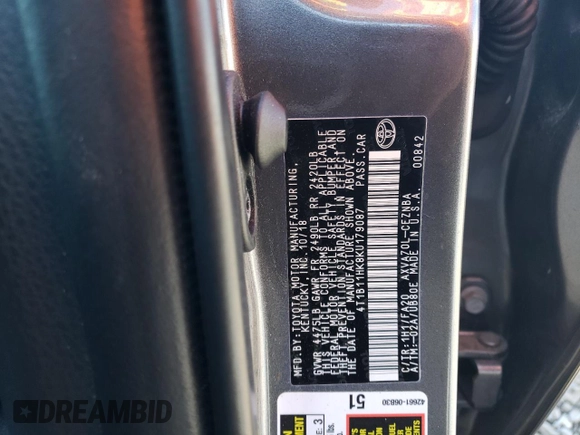 MFD.BY:TOYOTA MOTOR MANUFACTURING,
KENTUCKY, INC. 10/18
GVWR 4475LB GAWR FR 2490LB RR 2420LB
THIS VEHICLE CONFORMS TO ALL APPLICABLE
FEDERAL MOTOR VEHICLE SAFETY, BUMPER, AND
THEFT PREVENTION STANDARDS IN EFFECT ON
THE DATE OF MANUFACTURE SHOWN ABOVE.
4T1B11HK8KU179087 PASS.CAR
C/TR:1H1/FA20 AXVA70L-CEZNBA
A/TM:-02A/UB80E MADE IN U.S.A.
00842
42661-06B30
51
DREAMBID